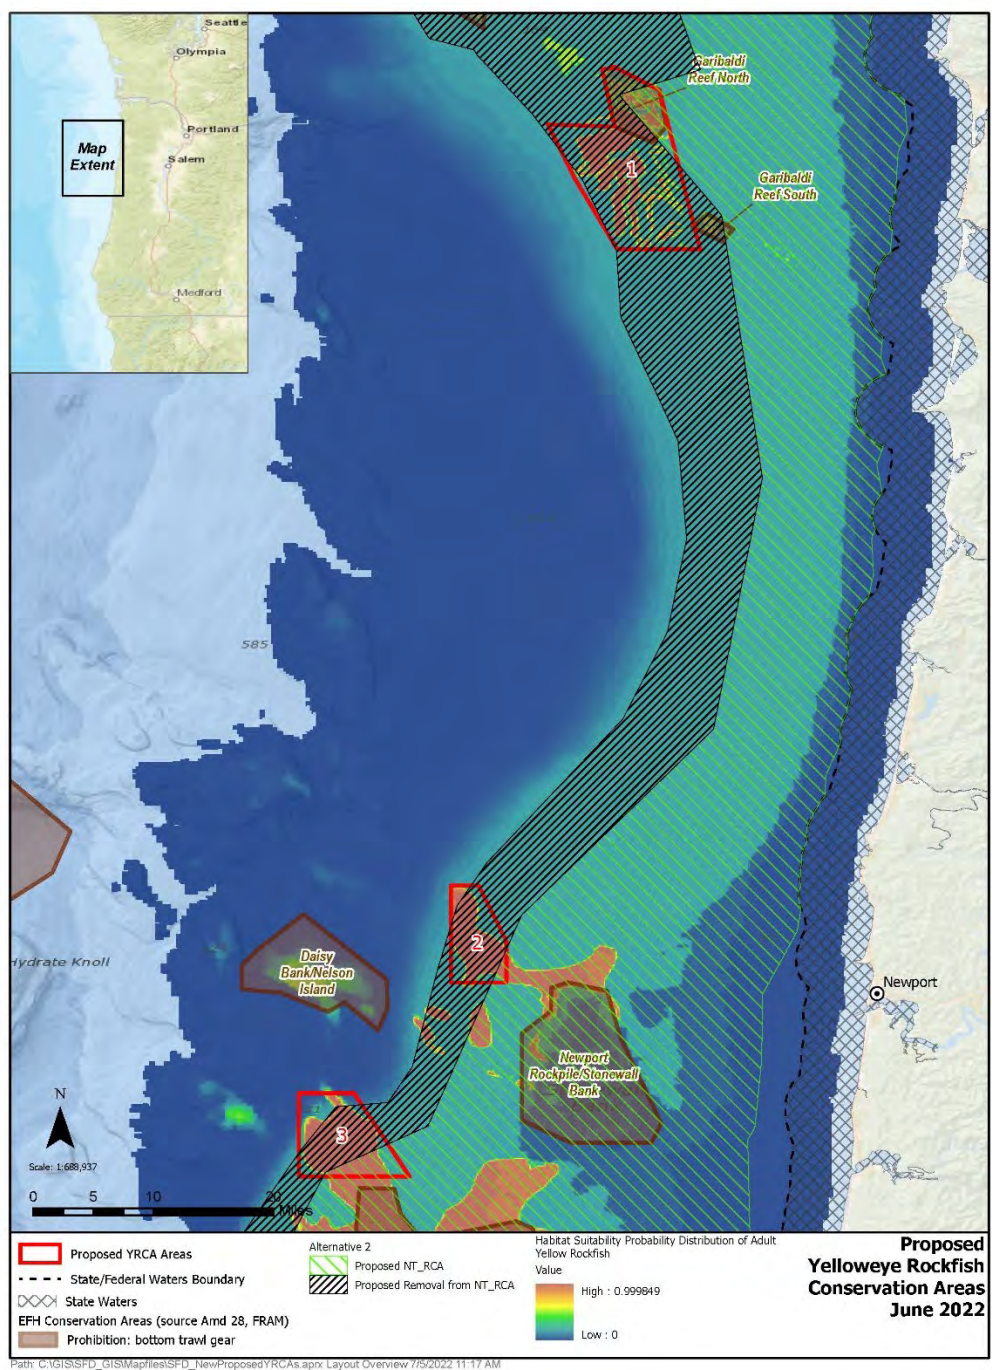 Seattle
Olympia
Portland
Map
Extent
Salem
Medford
Garibaldi
Reef North
1
Garibaldi
Reef South
585
Hydrate Knoll
Daisy
Bank/Nelson
Island
2
Newport
Newport
Rockpile/Stonewall
Bank
3
N
Scale: 1:688,937
0 5 10 20
Miles
Proposed YRCA Areas
State/Federal Waters Boundary
State Waters
EFH Conservation Areas (source Amd 28, FRAM)
Prohibition: bottom trawl gear
Alternative 2
Proposed NT_RCA
Proposed Removal from NT_RCA
Habitat Suitability Probability Distribution of Adult
Yellow Rockfish
Value
High : 0.999849
Low : 0
Proposed
Yelloweye Rockfish
Conservation Areas
June 2022
Path: C:\GIS\SFD_GIS\Mapfiles\SFD_NewProposedYRCAs.aprx Layout Overview 7/5/2022 11:17 AM